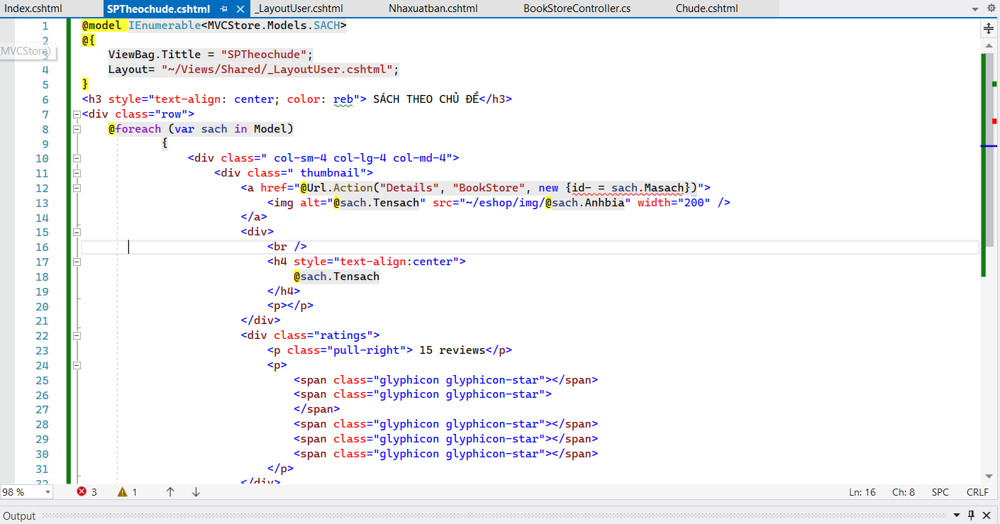 Index.cshtml SPTheochude.cshtml _LayoutUser.cshtml Nhaxuatban.cshtml BookStoreController.cs Chude.cshtml
1 @model IEnumerable<MVCStore.Models.SACH>
2 @{
MVCStore)
3 ViewBag.Tittle = "SPTheochude";
4 Layout= "~/Views/Shared/_LayoutUser.cshtml";
5 }
6 <h3 style="text-align: center; color: reb"> SÁCH THEO CHỦ ĐỀ</h3>
7 <div class="row">
8 @foreach (var sach in Model)
9 {
10 <div class=" col-sm-4 col-lg-4 col-md-4">
11 <div class=" thumbnail">
12 <a href="@Url.Action("Details", "BookStore", new {id- = sach.Masach})">
13 <img alt="@sach.Tensach" src="~/eshop/img/@sach.Anhbia" width="200" />
14 </a>
15 <div>
16 <br />
17 <h4 style="text-align:center">
18 @sach.Tensach
19 </h4>
20 <p></p>
21 </div>
22 <div class="ratings">
23 <p class="pull-right"> 15 reviews</p>
24 <p>
25 <span class="glyphicon glyphicon-star"></span>
26 <span class="glyphicon glyphicon-star">
27 </span>
28 <span class="glyphicon glyphicon-star"></span>
29 <span class="glyphicon glyphicon-star"></span>
30 <span class="glyphicon glyphicon-star"></span>
31 </p>
32 </div>
98 % 3 1 Ln: 16 Ch: 8 SPC CRLF
Output